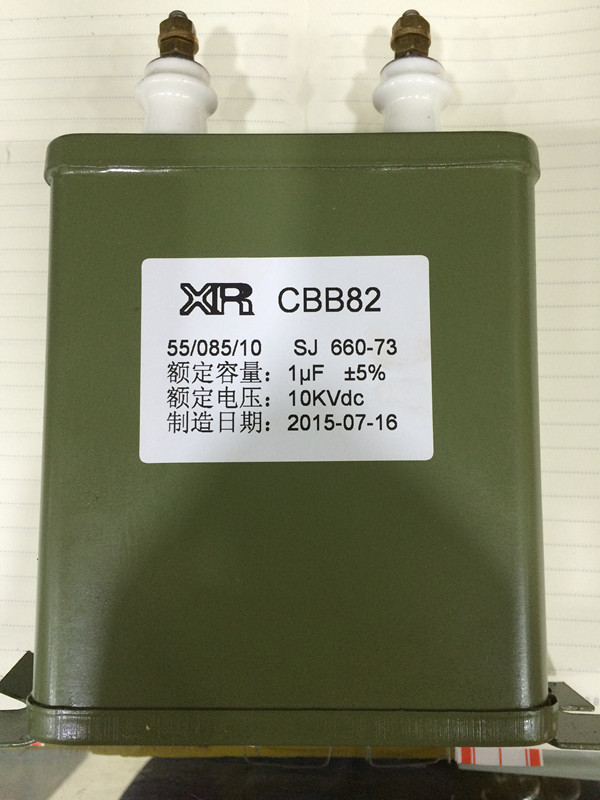 XR CBB82
55/085/10 SJ 660-73
额定容量：1μF ±5%
额定电压：10KVdc
制造日期：2015-07-16